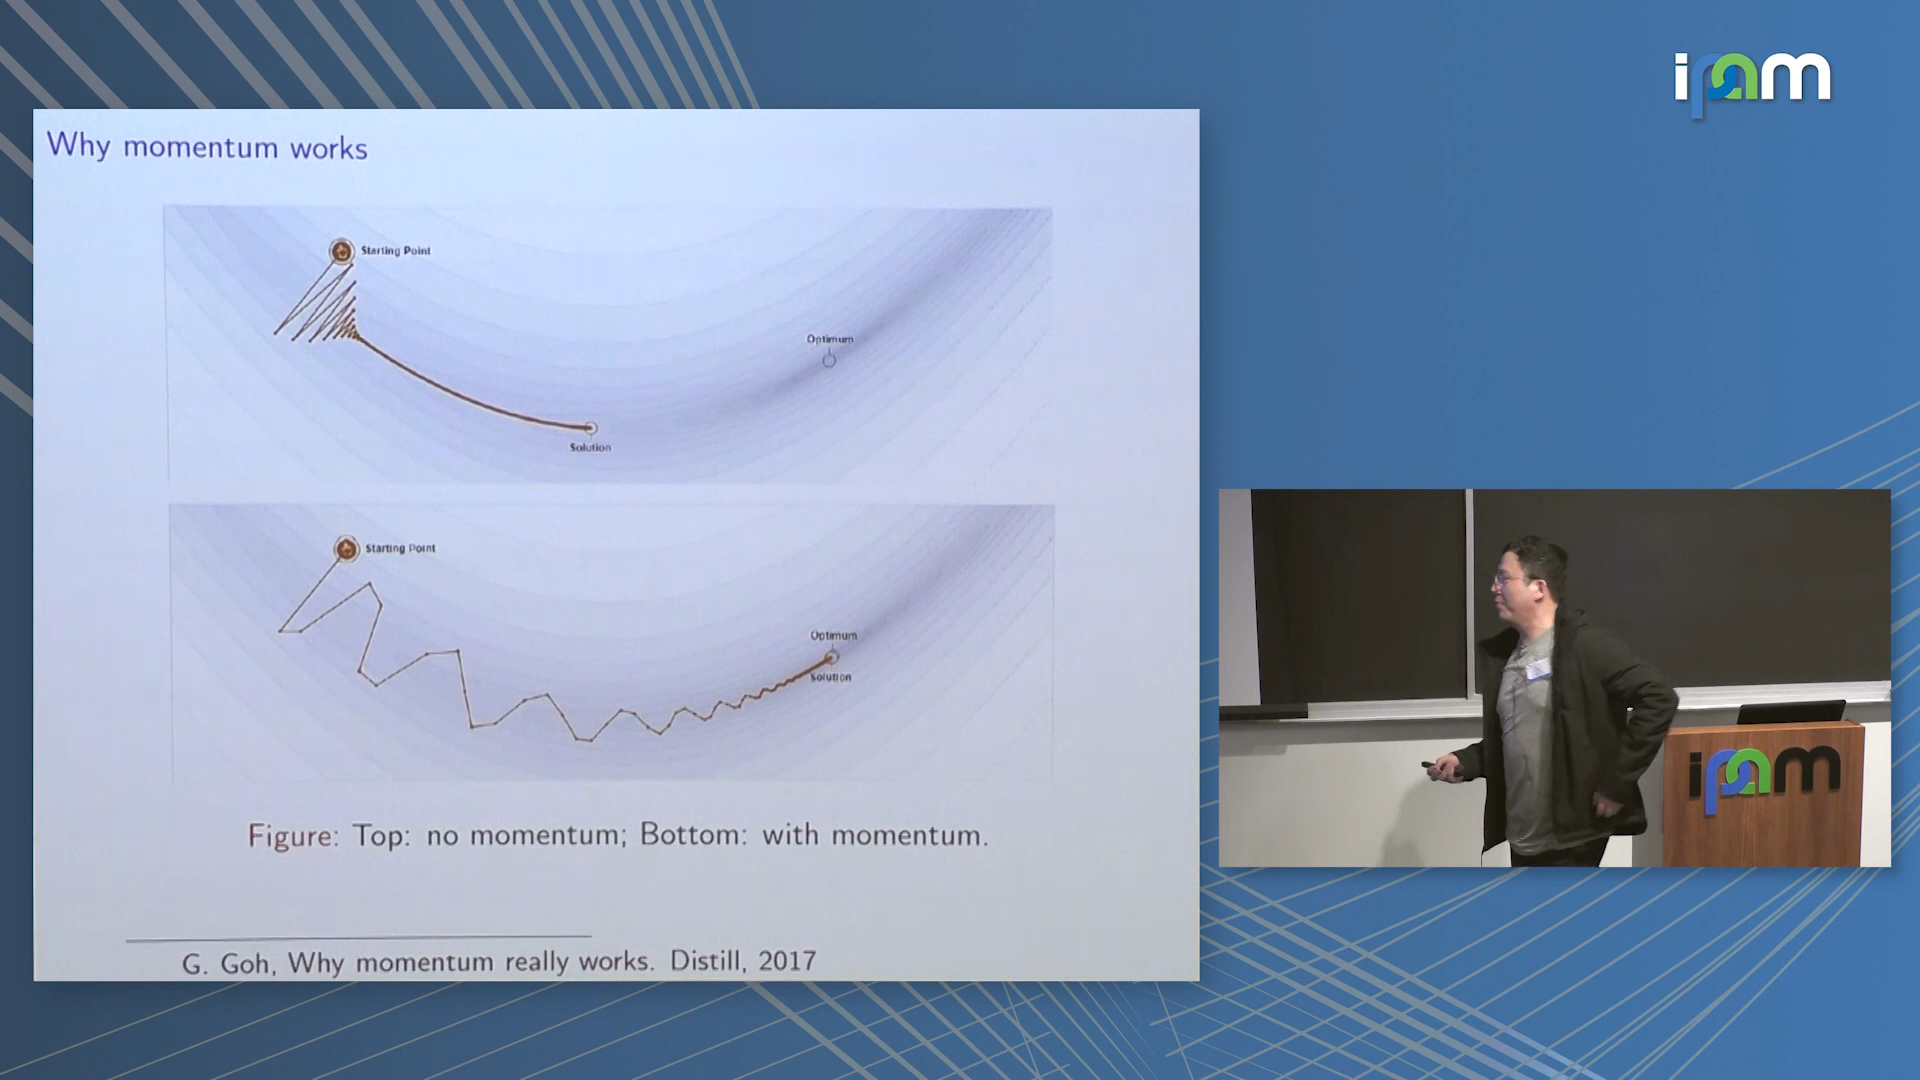 ipam
Why momentum works
Starting Point
Optimum
Solution
Starting Point
Optimum
Solution
Figure: Top: no momentum; Bottom: with momentum.
G. Goh, Why momentum really works. Distill, 2017
ipam